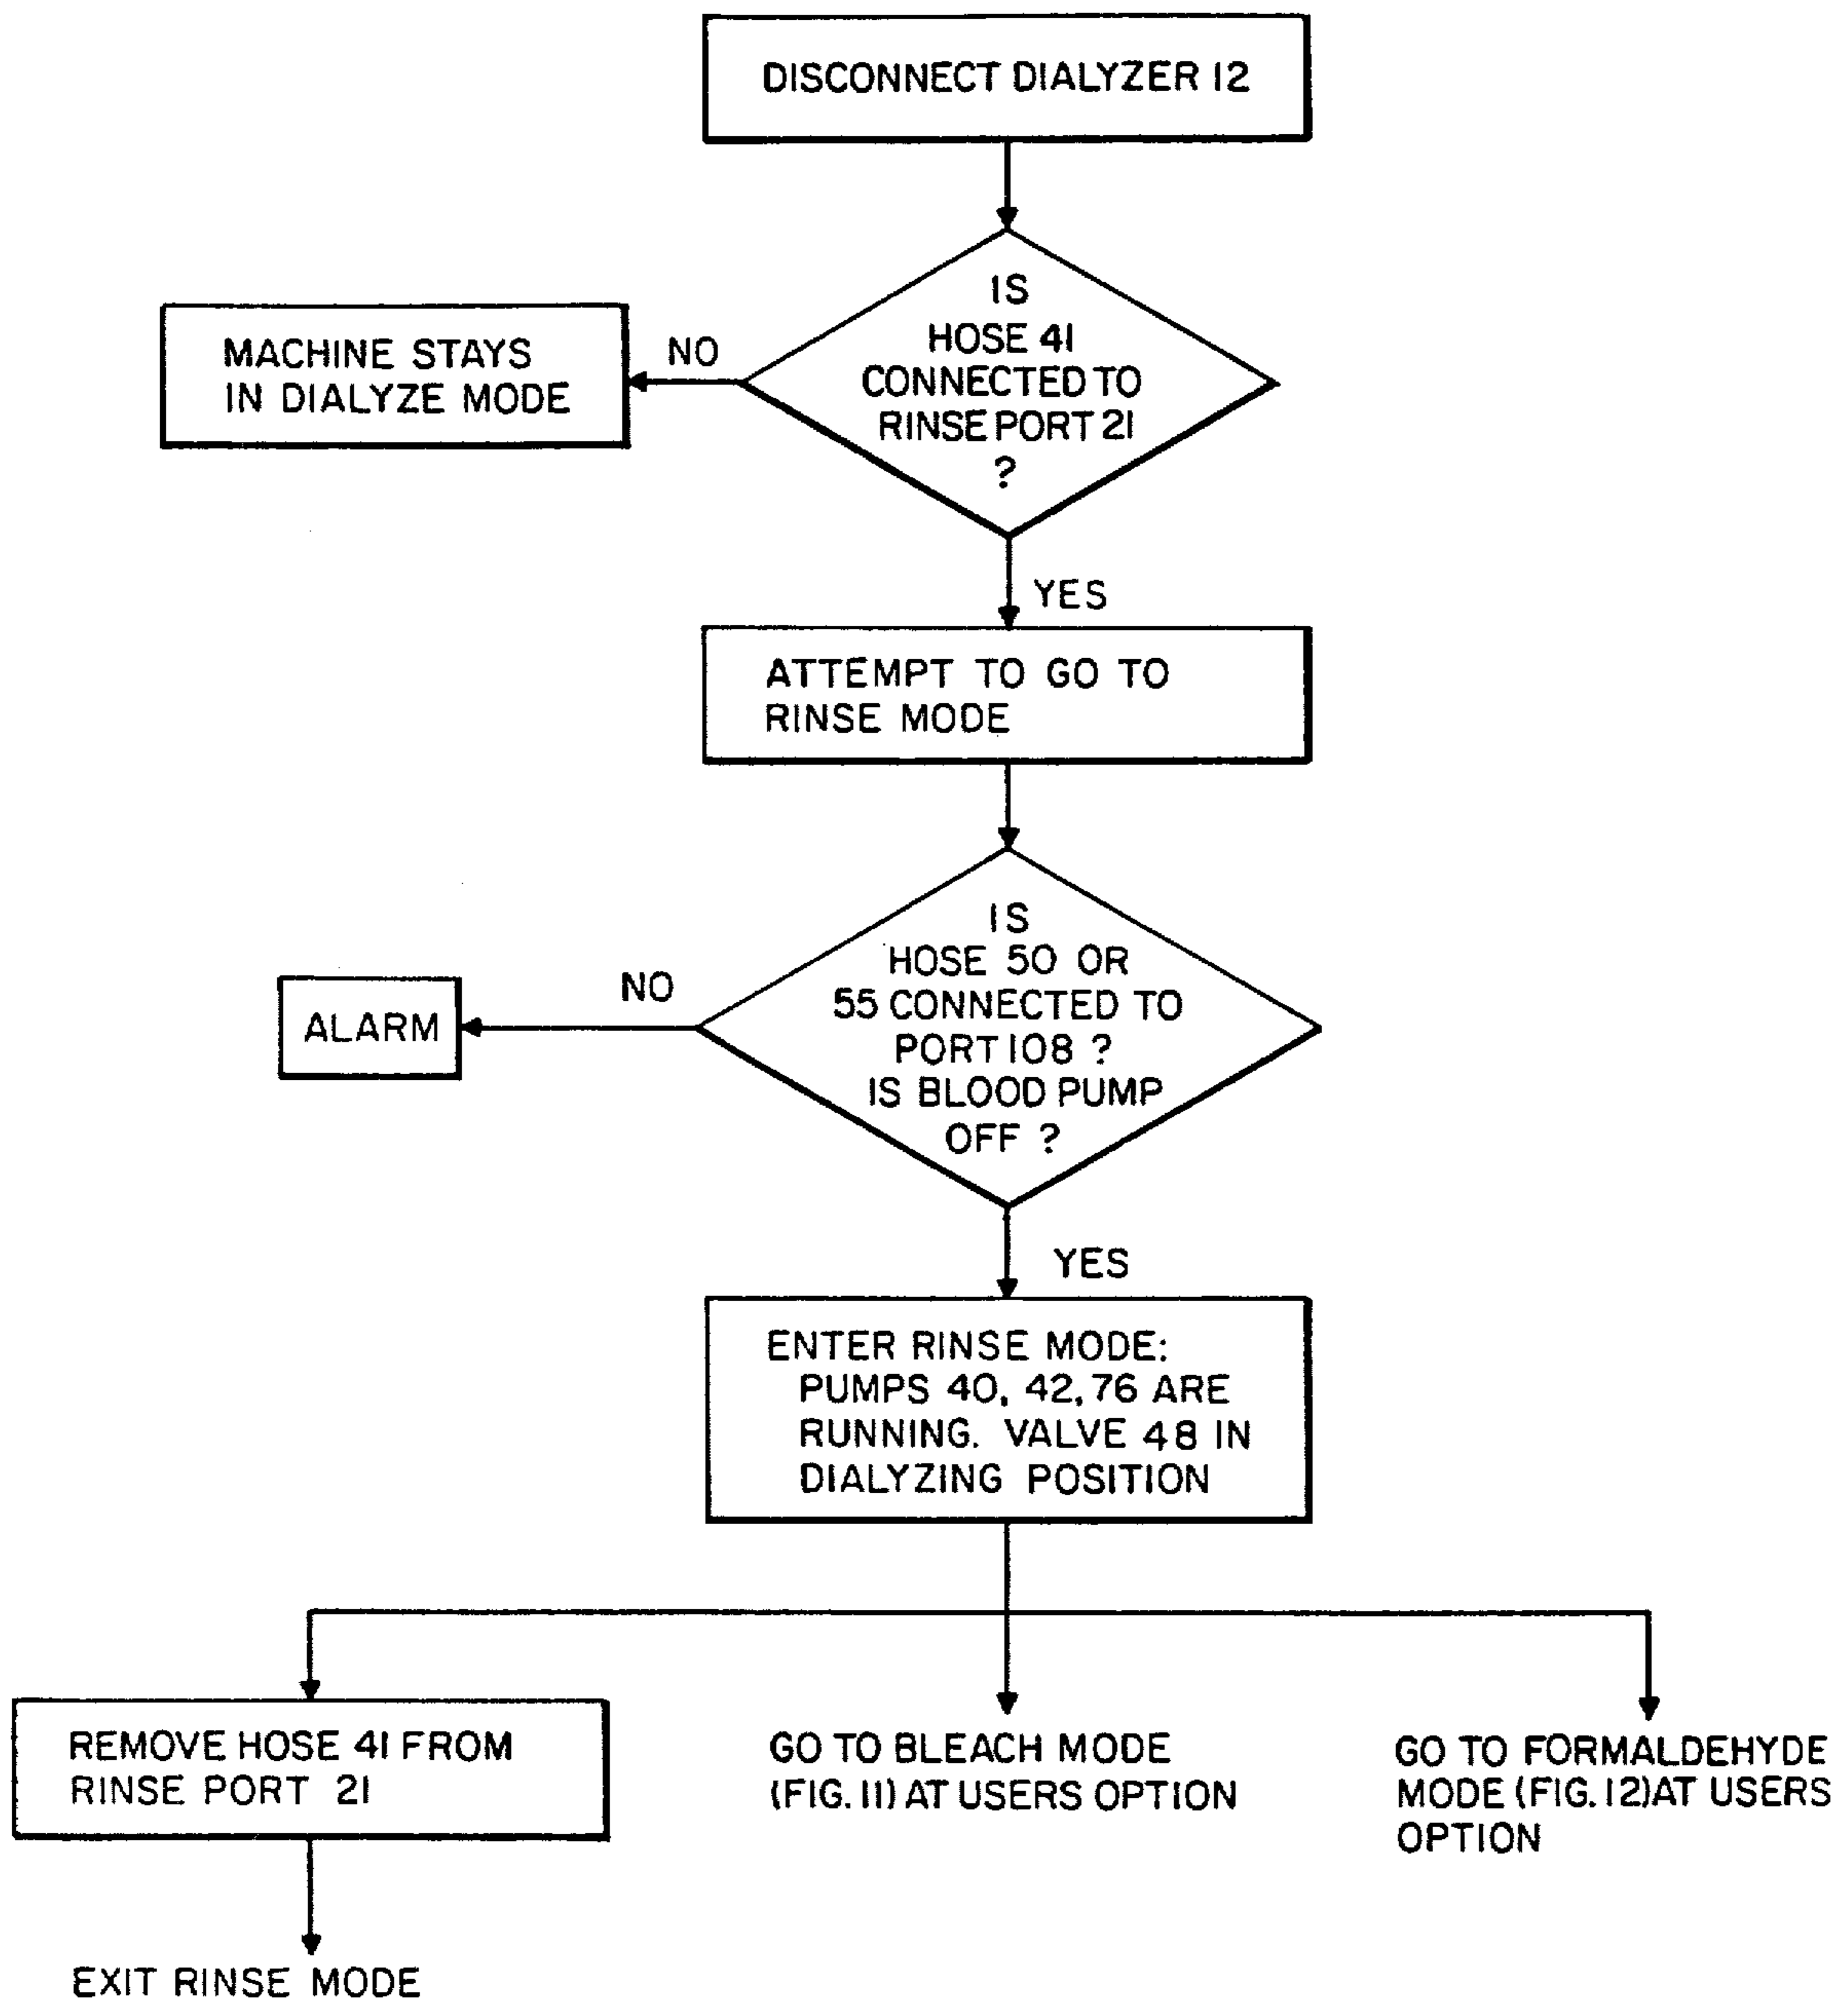 DISCONNECT DIALYZER 12
IS
HOSE 41
CONNECTED TO
RINSE PORT 21
?
NO
MACHINE STAYS
IN DIALYZE MODE
YES
ATTEMPT TO GO TO
RINSE MODE
IS
HOSE 50 OR
55 CONNECTED TO
PORT 108 ?
IS BLOOD PUMP
OFF ?
NO
ALARM
YES
ENTER RINSE MODE:
PUMPS 40, 42, 76 ARE
RUNNING. VALVE 48 IN
DIALYZING POSITION
REMOVE HOSE 41 FROM
RINSE PORT 21
EXIT RINSE MODE
GO TO BLEACH MODE
(FIG. 11) AT USERS OPTION
GO TO FORMALDEHYDE
MODE (FIG. 12) AT USERS
OPTION